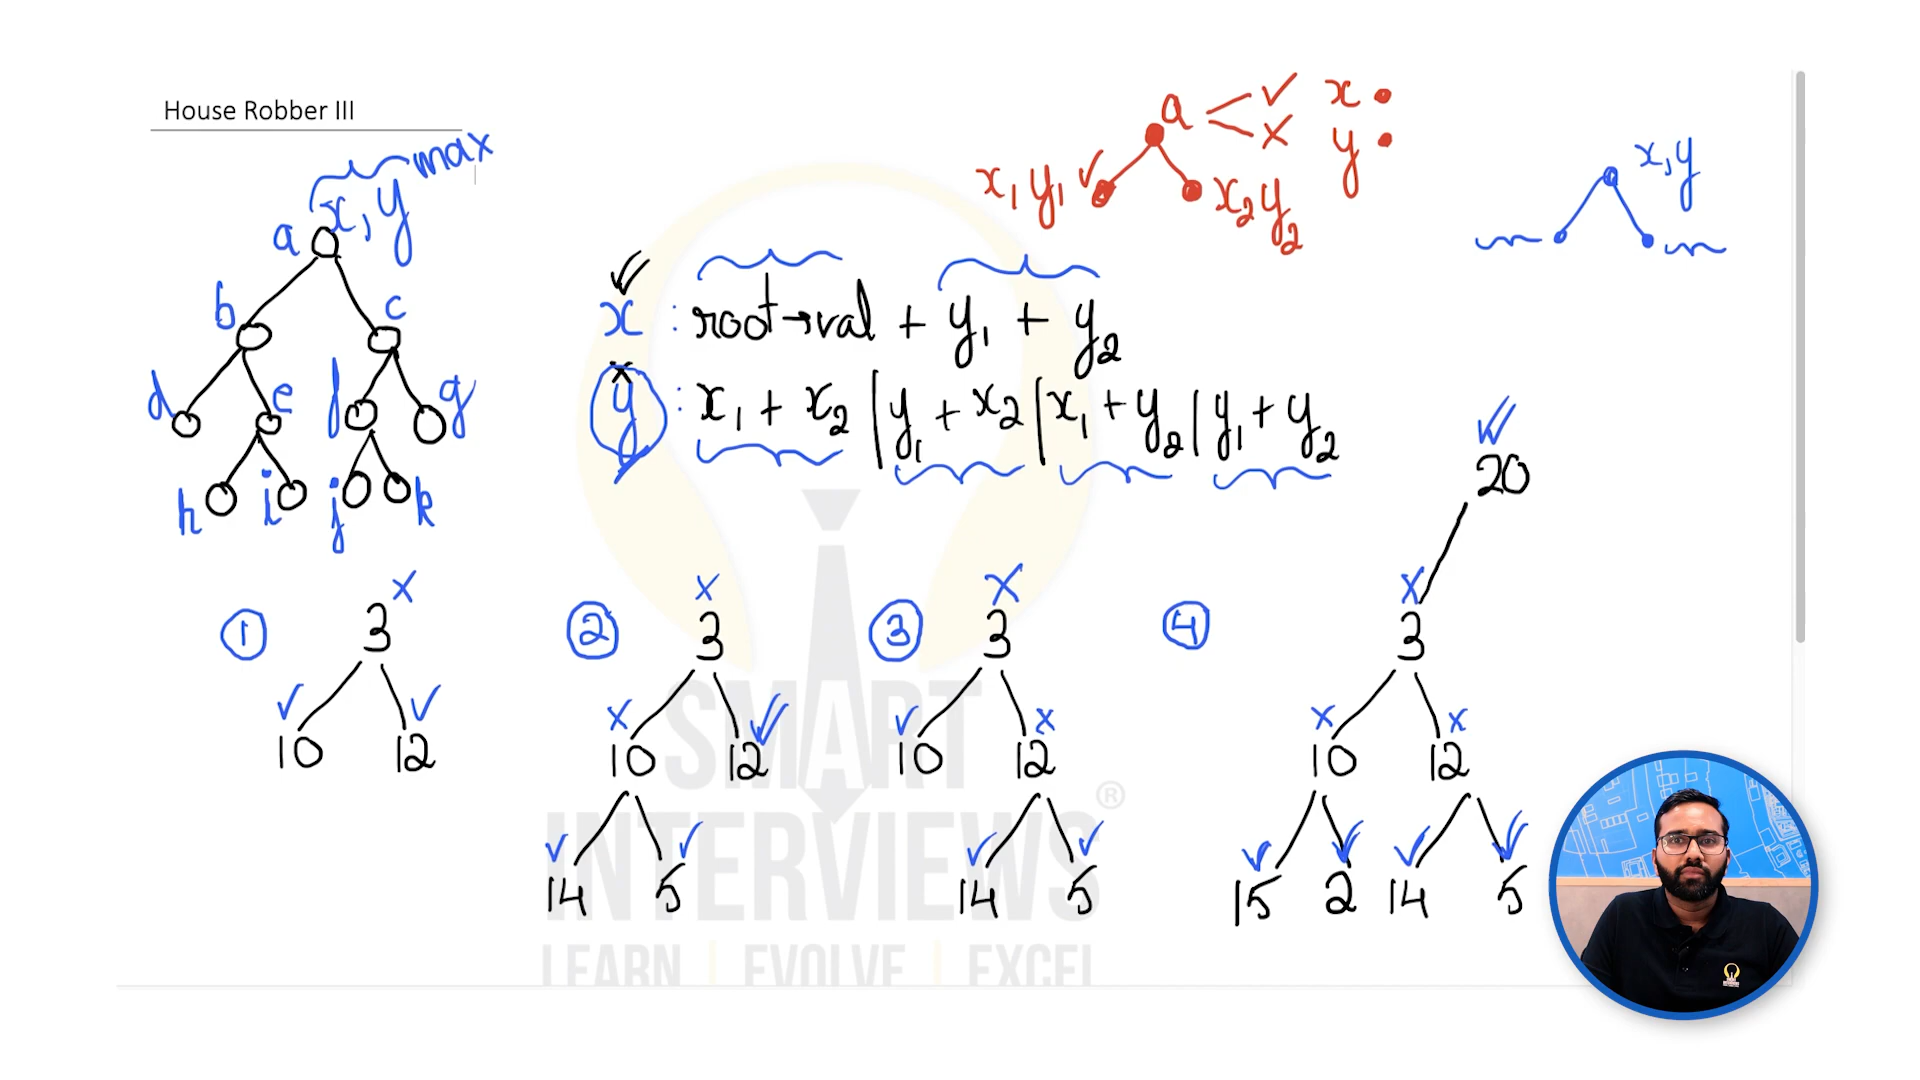 House Robber III
a ✓ x
x y
x₁ y₁ ✓ x₂ y₂
x, y
x, y max
a
b c
d e f g
h i j k
x : root→val + y₁ + y₂
x
y : x₁ + x₂ | y₁ + x₂ | x₁ + y₂ | y₁ + y₂
① x
3
✓ ✓
10 12
② x
3
x ✓
10 12
✓ ✓
14 5
③ x
3
✓ x
10 12
✓ ✓
14 5
④ ✓
20
x
3
x x
10 12
✓ ✓ ✓ ✓
15 2 14 5
SMART
INTERVIEWS ®
LEARN | EVOLVE | EXCEL